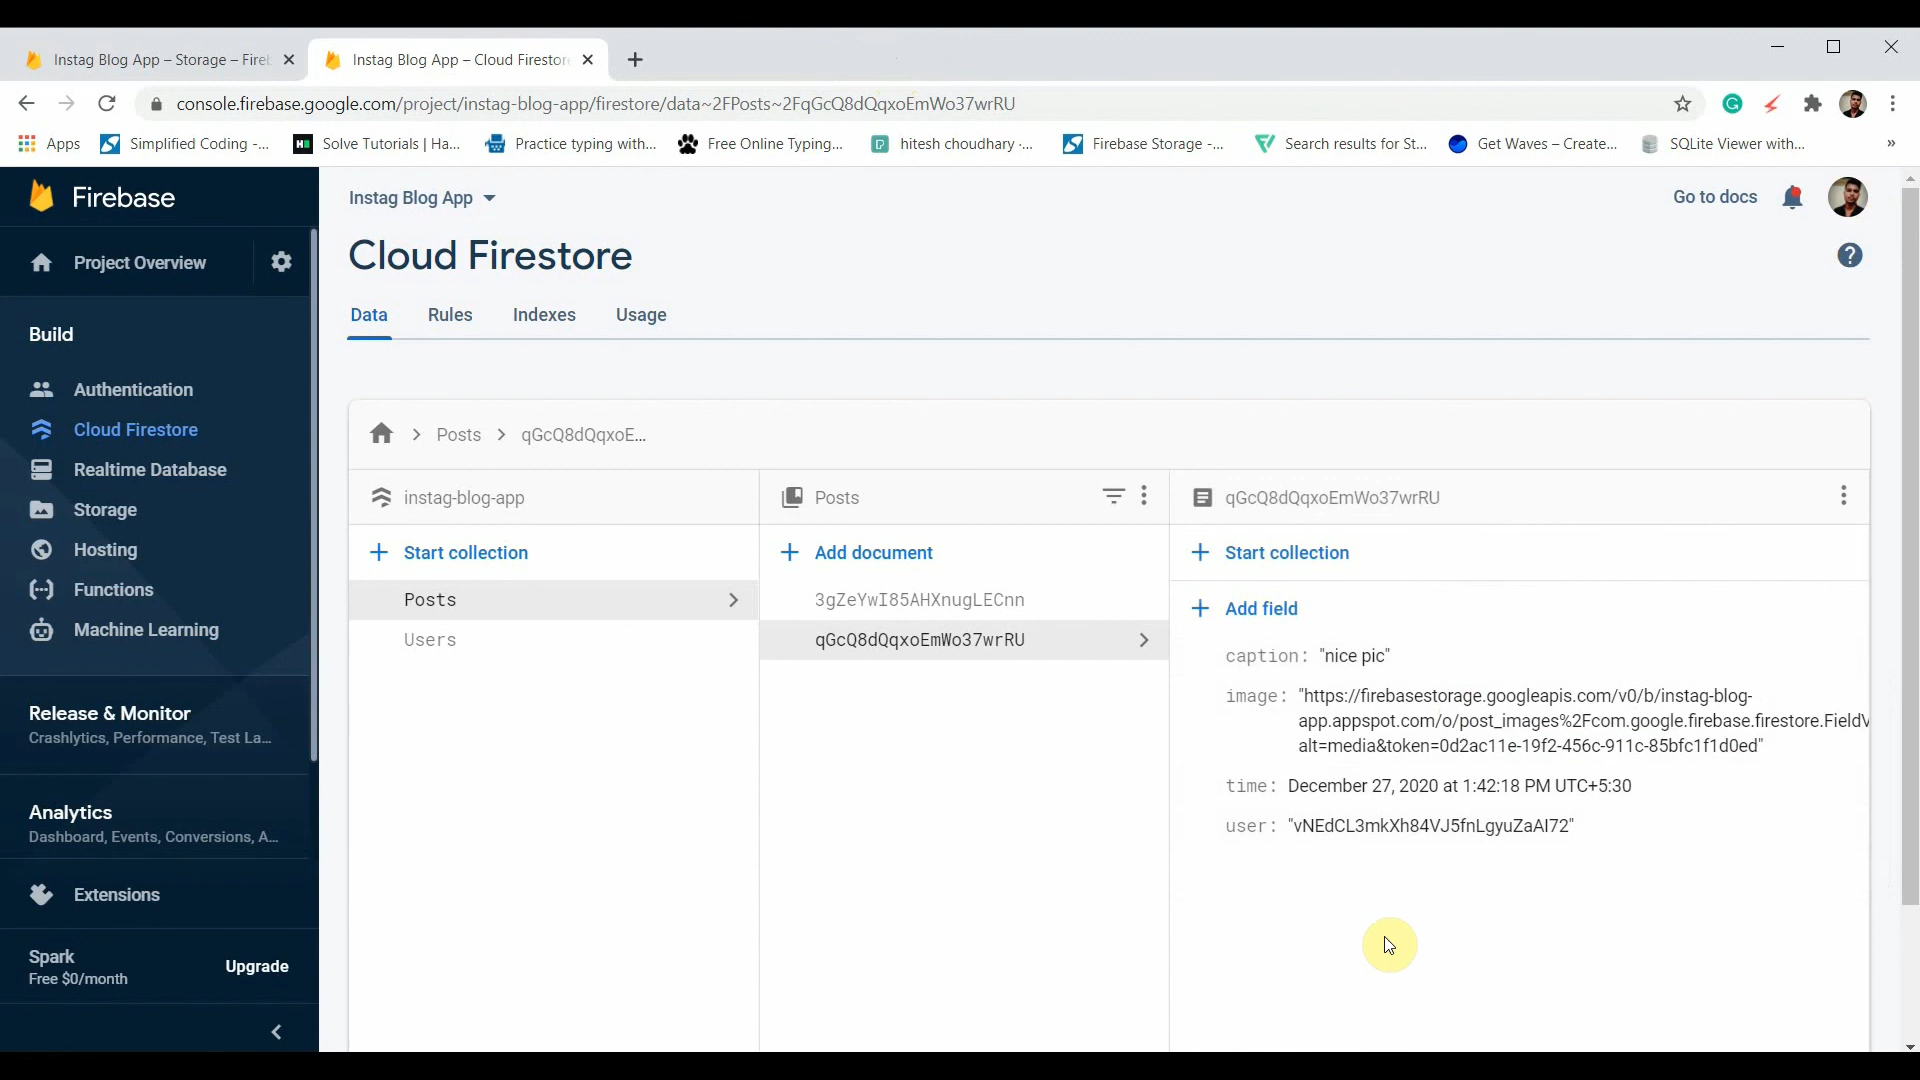 Instag Blog App – Storage – Fireb
Instag Blog App – Cloud Firestore
console.firebase.google.com/project/instag-blog-app/firestore/data~2FPosts~2FqGcQ8dQqxoEmWo37wrRU
Apps
Simplified Coding -...
Solve Tutorials | Ha...
Practice typing with...
Free Online Typing...
hitesh choudhary -...
Firebase Storage -...
Search results for St...
Get Waves – Create...
SQLite Viewer with...
»
Firebase
Instag Blog App
Go to docs
Project Overview
Cloud Firestore
Data
Rules
Indexes
Usage
Build
Authentication
Cloud Firestore
Realtime Database
Storage
Hosting
Functions
Machine Learning
Release & Monitor
Crashlytics, Performance, Test La...
Analytics
Dashboard, Events, Conversions, A...
Extensions
Spark
Free $0/month
Upgrade
Posts
qGcQ8dQqxoE...
instag-blog-app
Start collection
Posts
Users
Posts
Add document
3gZeYwI85AHXnugLECnn
qGcQ8dQqxoEmWo37wrRU
qGcQ8dQqxoEmWo37wrRU
Start collection
Add field
caption: "nice pic"
image: "https://firebasestorage.googleapis.com/v0/b/instag-blog-
app.appspot.com/o/post_images%2Fcom.google.firebase.firestore.FieldV
alt=media&token=0d2ac11e-19f2-456c-911c-85bfc1f1d0ed"
time: December 27, 2020 at 1:42:18 PM UTC+5:30
user: "vNEdCL3mkXh84VJ5fnLgyuZaAI72"